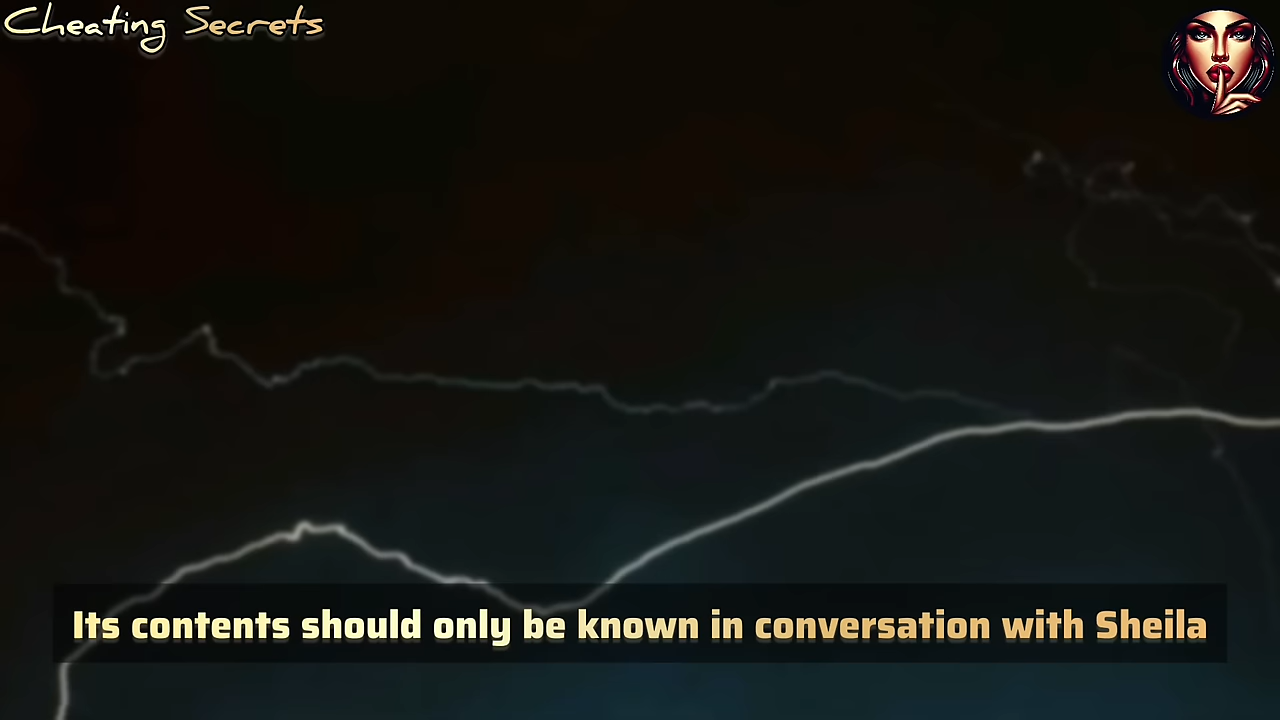 Cheating Secrets
Its contents should only be known in conversation with Sheila